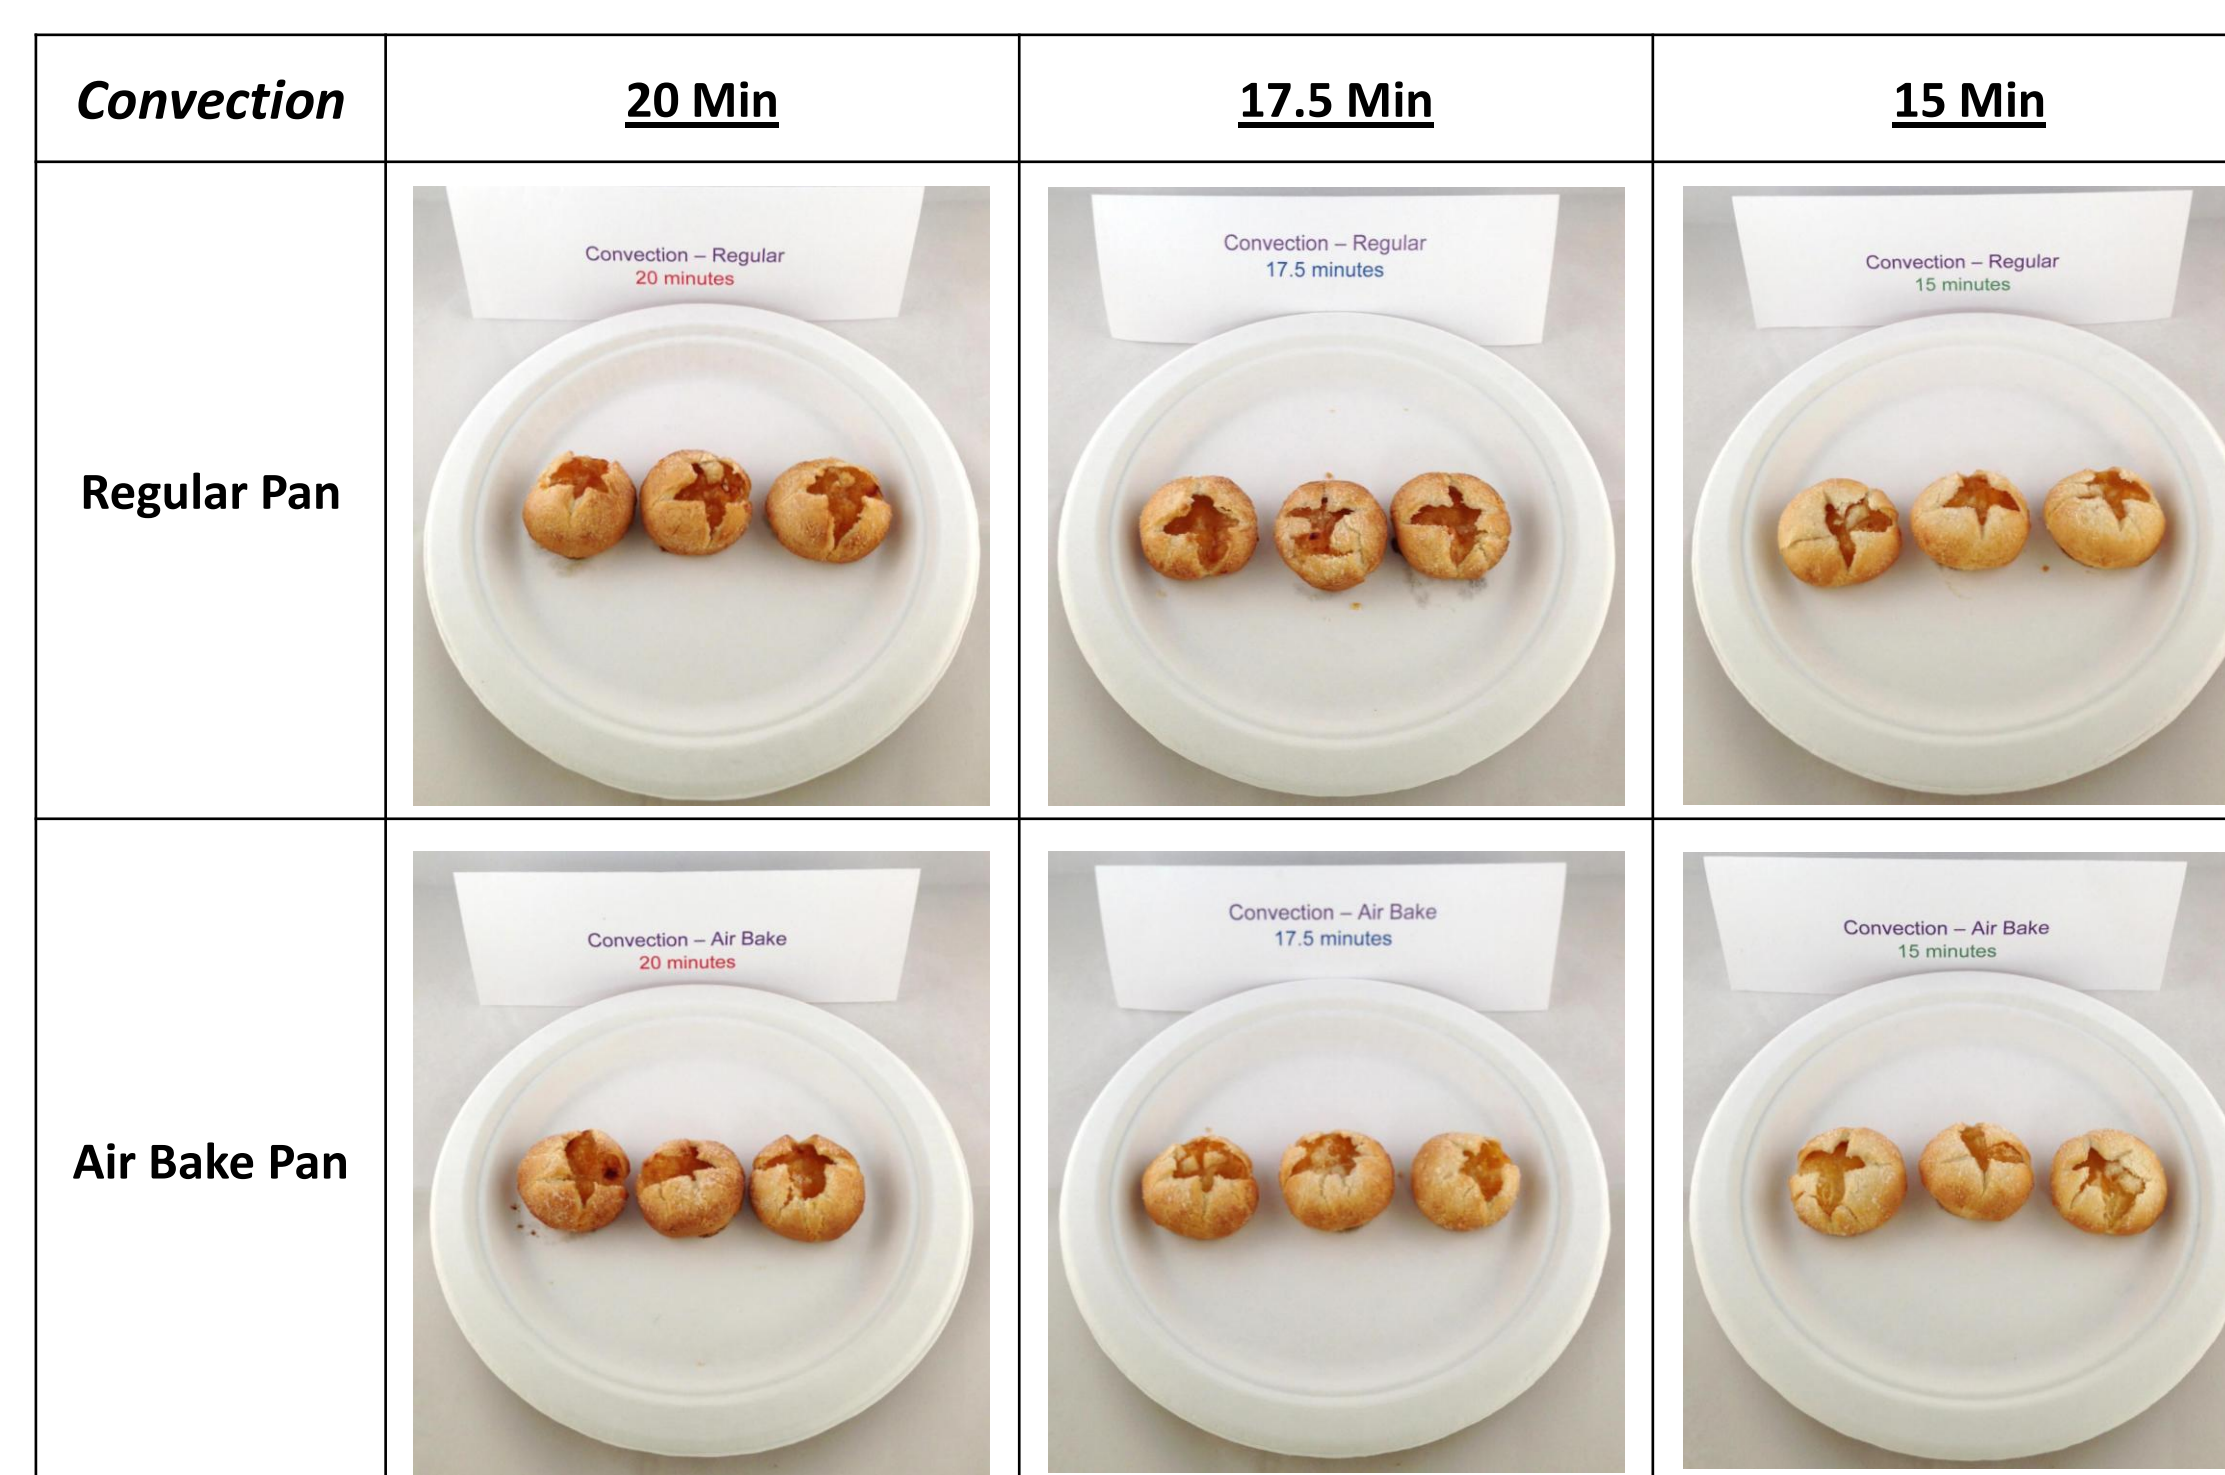 Convection
20 Min
17.5 Min
15 Min
Regular Pan
Convection – Regular
20 minutes
Convection – Regular
17.5 minutes
Convection – Regular
15 minutes
Air Bake Pan
Convection – Air Bake
20 minutes
Convection – Air Bake
17.5 minutes
Convection – Air Bake
15 minutes